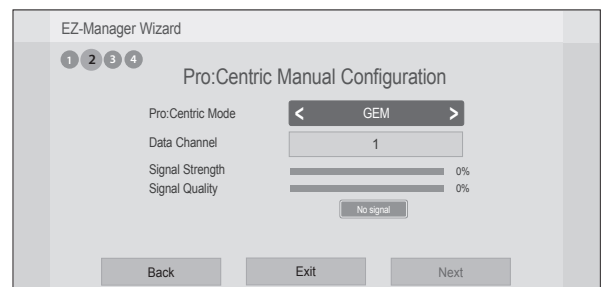 EZ-Manager Wizard
1 2 3 4
Pro:Centric Manual Configuration
Pro:Centric Mode < GEM >
Data Channel 1
Signal Strength 0%
Signal Quality 0%
No signal
Back Exit Next